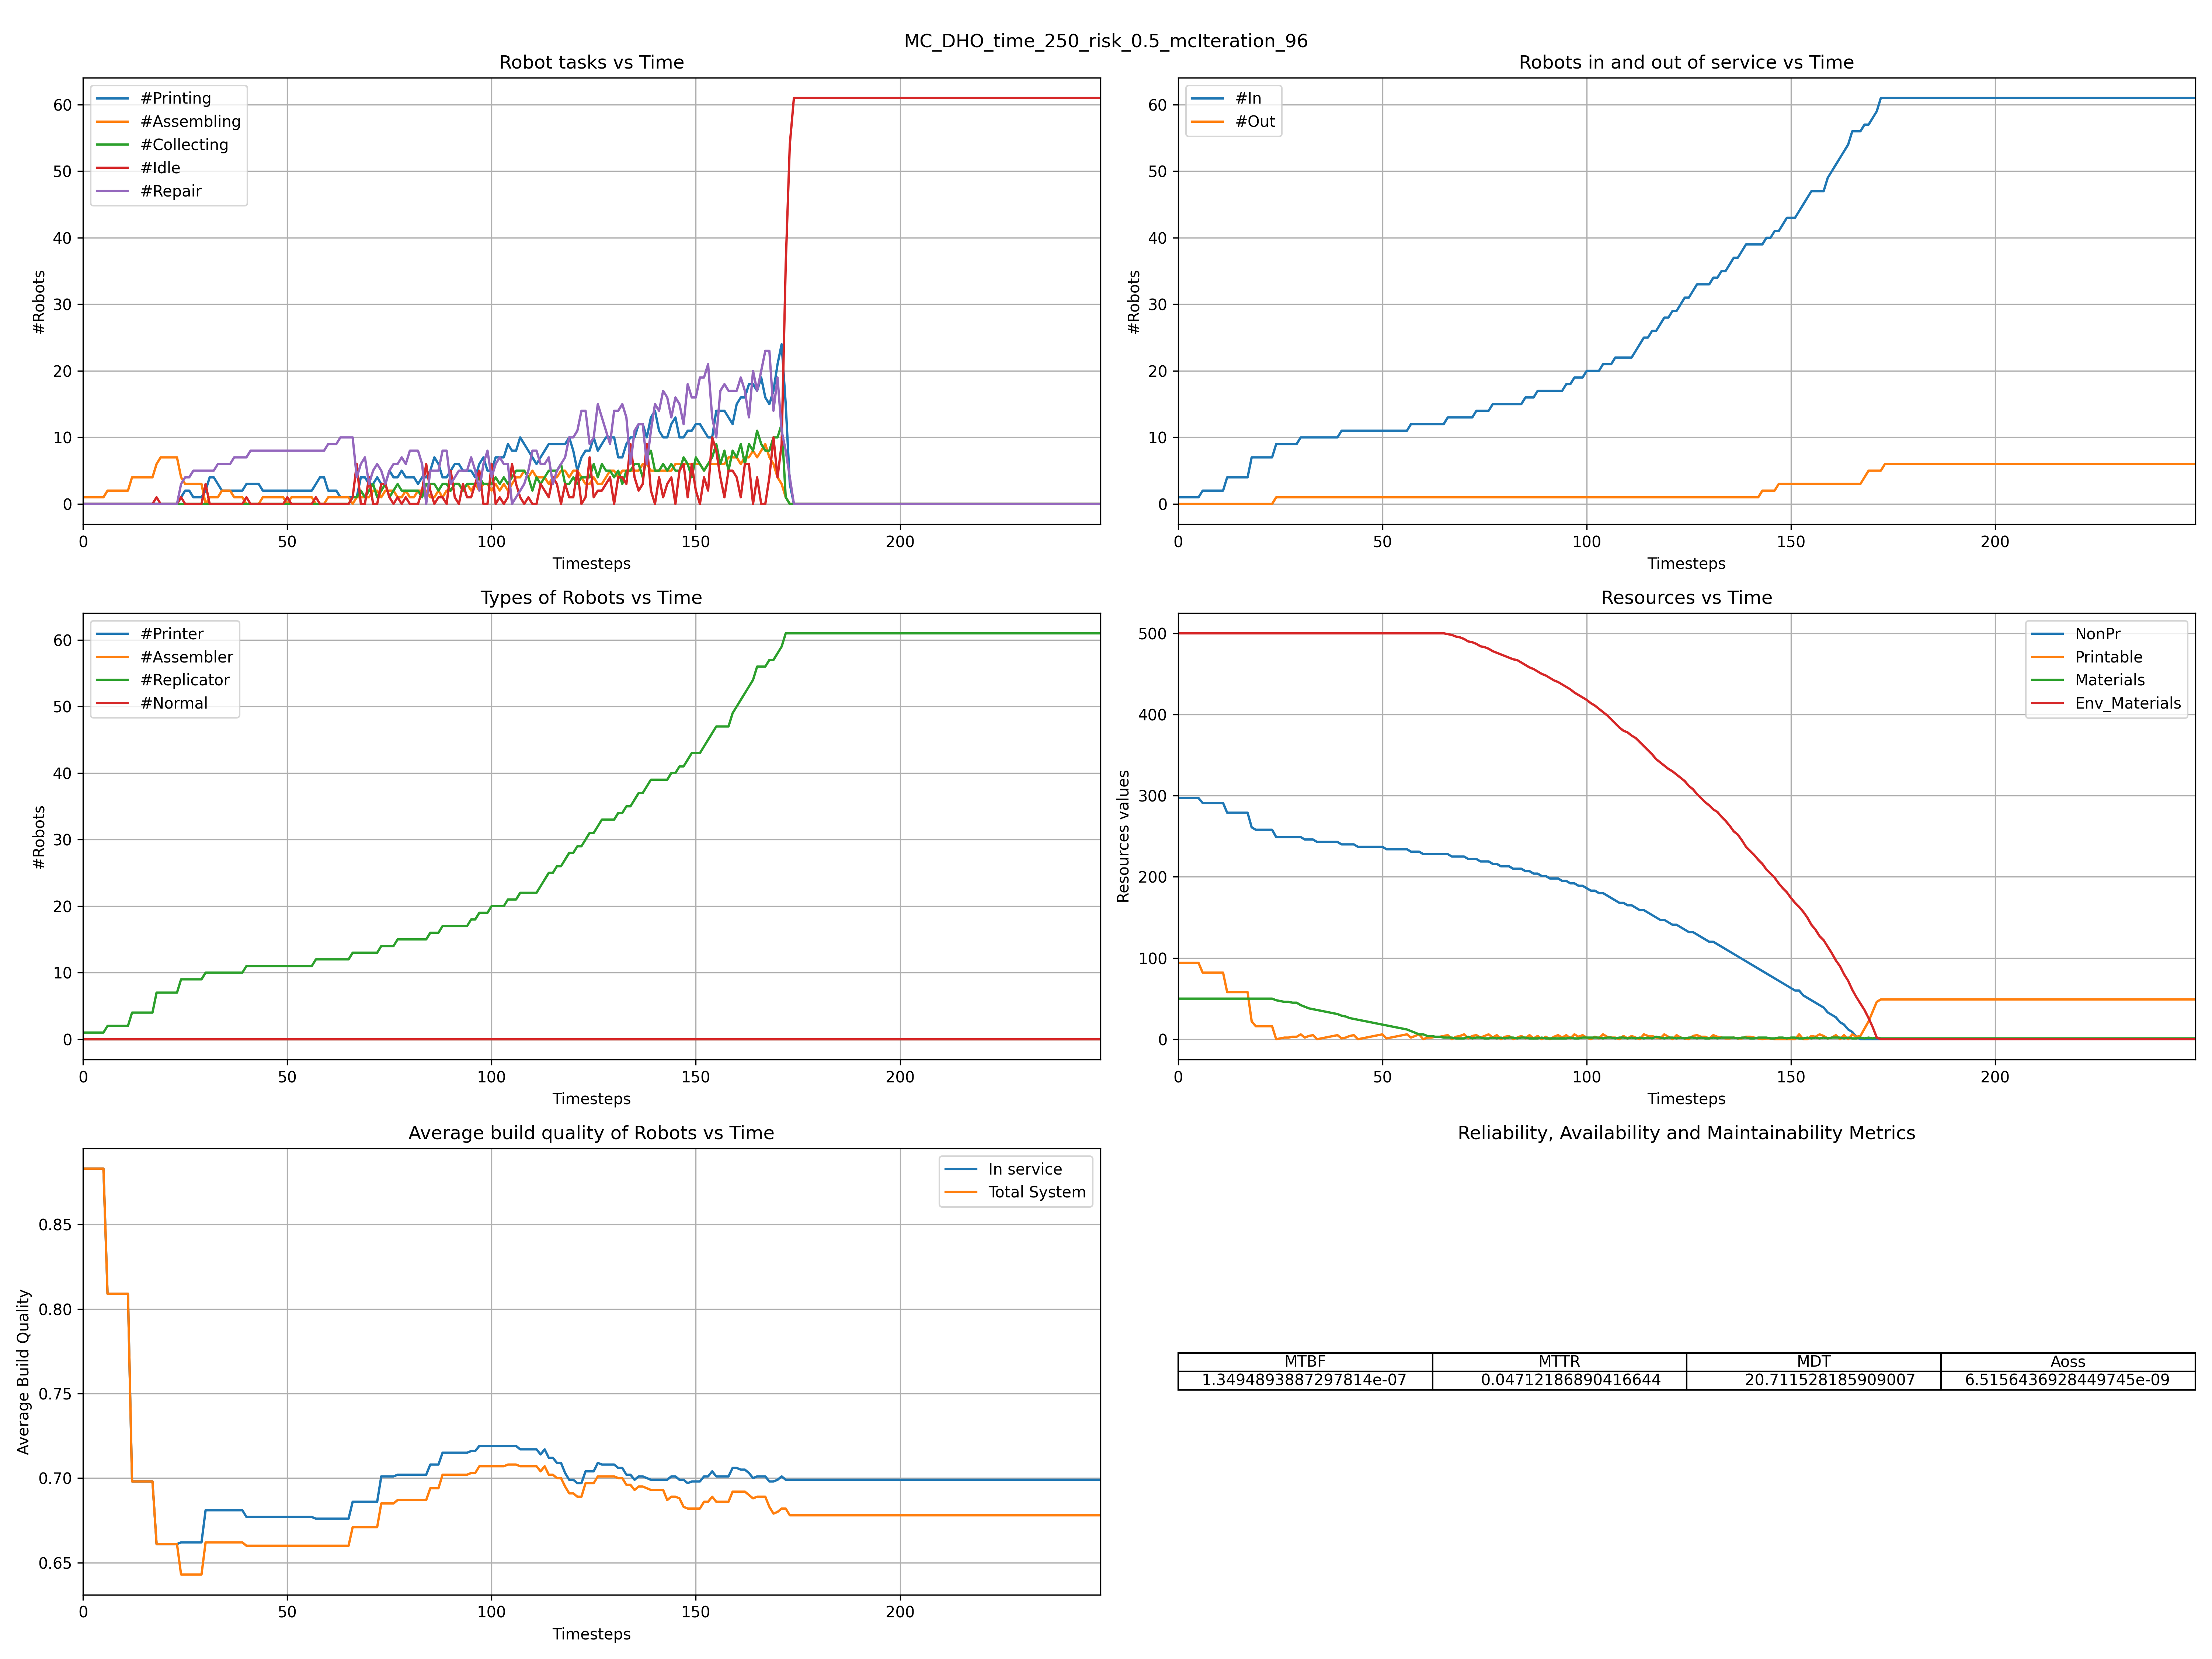 MC_DHO_time_250_risk_0.5_mcIteration_96
Robot tasks vs Time
#Printing
#Assembling
#Collecting
#Idle
#Repair
60
50
40
30
20
10
0
#Robots
0 50 100 150 200
Timesteps
Robots in and out of service vs Time
#In
#Out
60
50
40
30
20
10
0
#Robots
0 50 100 150 200
Timesteps
Types of Robots vs Time
#Printer
#Assembler
#Replicator
#Normal
60
50
40
30
20
10
0
#Robots
0 50 100 150 200
Timesteps
Resources vs Time
NonPr
Printable
Materials
Env_Materials
500
400
300
200
100
0
Resources values
0 50 100 150 200
Timesteps
Average build quality of Robots vs Time
In service
Total System
0.85
0.80
0.75
0.70
0.65
Average Build Quality
0 50 100 150 200
Timesteps
Reliability, Availability and Maintainability Metrics
MTBF MTTR MDT Aoss
1.3494893887297814e-07 0.04712186890416644 20.711528185909007 6.5156436928449745e-09